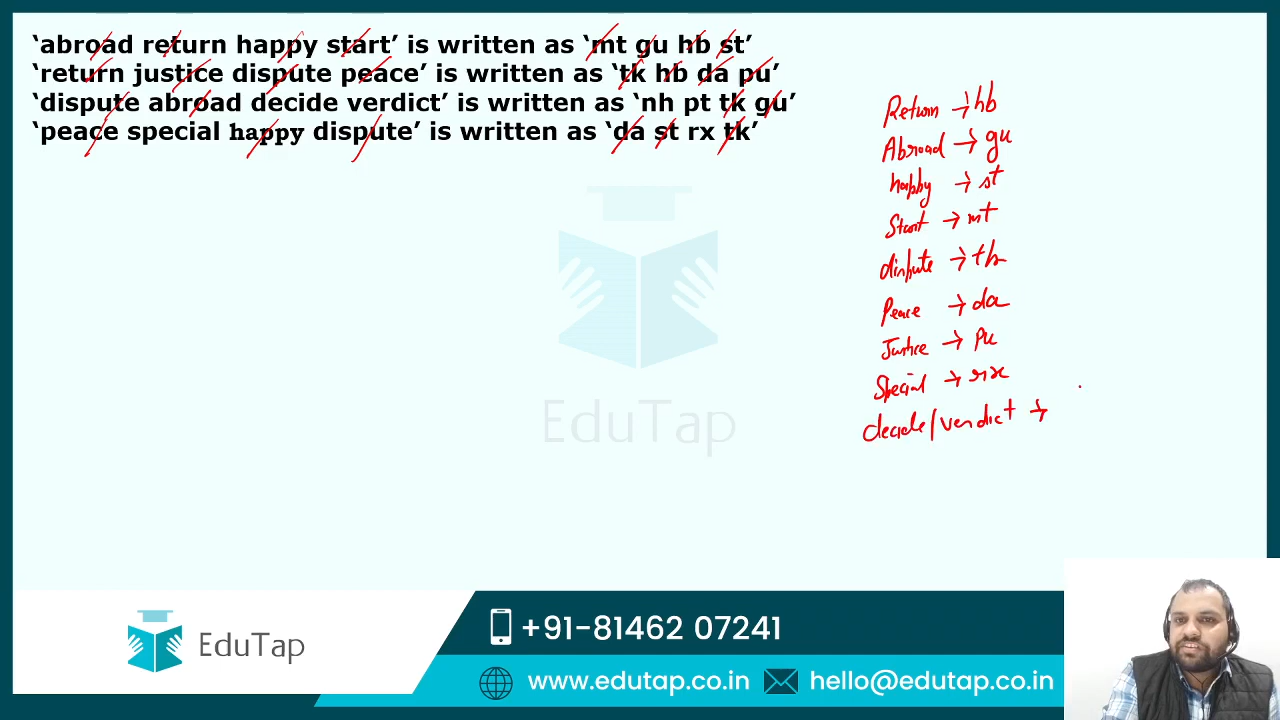 ‘abroad return happy start’ is written as ‘mt gu hb st’
‘return justice dispute peace’ is written as ‘tk hb da pu’
‘dispute abroad decide verdict’ is written as ‘nh pt tk gu’
‘peace special happy dispute’ is written as ‘da st rx tk’
Return → hb
Abroad → gu
happy → st
Start → mt
dispute → tk
Peace → da
Justice → pu
Special → rx
decide/verdict →
EduTap
EduTap
+91-81462 07241
www.edutap.co.in
hello@edutap.co.in